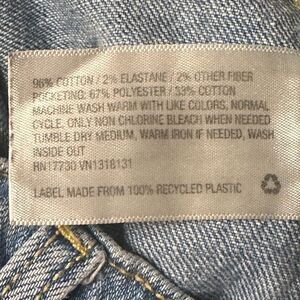 96% COTTON / 2% ELASTANE / 2% OTHER FIBER
POCKETING: 67% POLYESTER / 33% COTTON
MACHINE WASH WARM WITH LIKE COLORS, NORMAL
CYCLE, ONLY NON CHLORINE BLEACH WHEN NEEDED
TUMBLE DRY MEDIUM, WARM IRON IF NEEDED, WASH
INSIDE OUT
RN17730 VN1318131
LABEL MADE FROM 100% RECYCLED PLASTIC